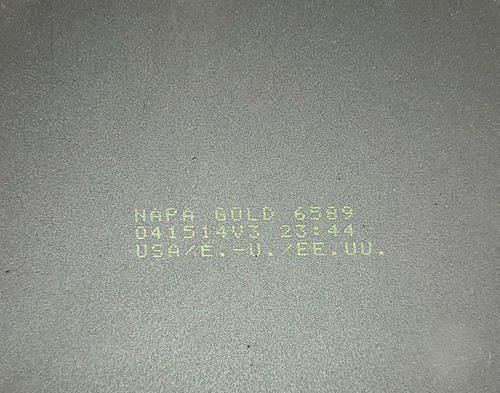 NAPA GOLD 6589
041514V3 23:44
USA/É.-U./EE.UU.